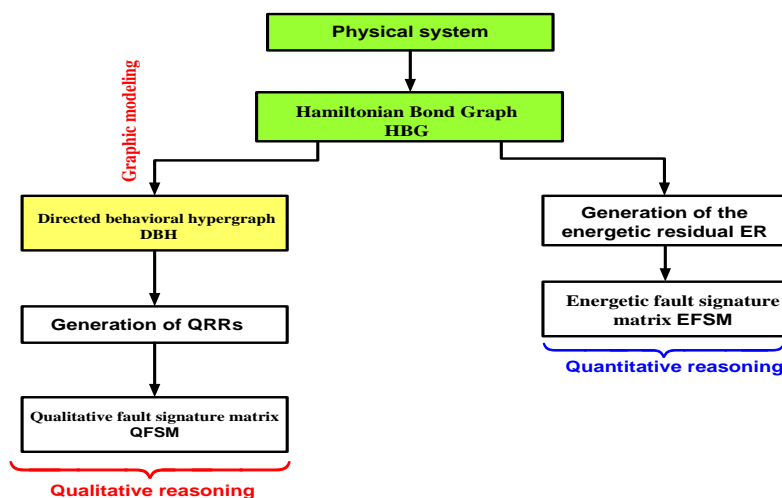 Physical system
Graphic modeling
Hamiltonian Bond Graph
HBG
Directed behavioral hypergraph
DBH
Generation of QRRs
Qualitative fault signature matrix
QFSM
Qualitative reasoning
Generation of the
energetic residual ER
Energetic fault signature
matrix EFSM
Quantitative reasoning